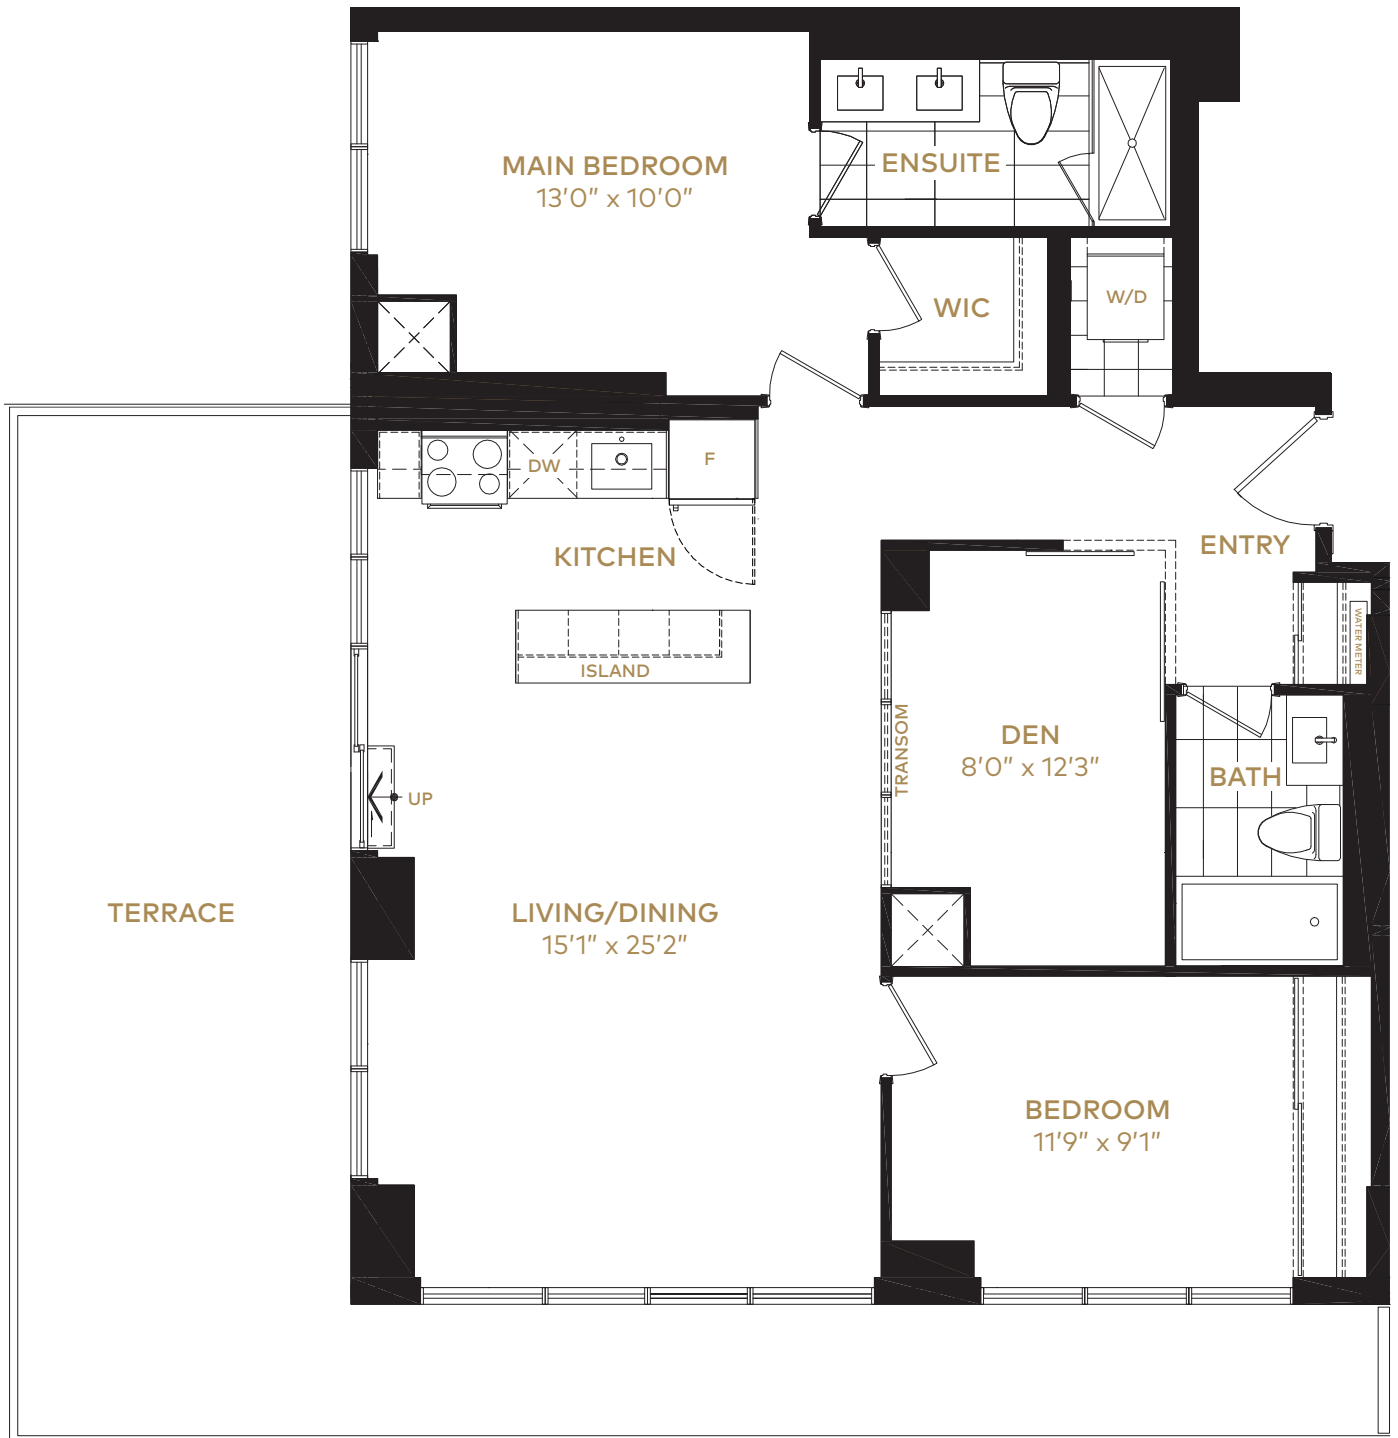 MAIN BEDROOM
13'0" x 10'0"
ENSUITE
WIC
W/D
DW
F
KITCHEN
ENTRY
ISLAND
WATER METER
TRANSOM
DEN
8'0" x 12'3"
BATH
UP
TERRACE
LIVING/DINING
15'1" x 25'2"
BEDROOM
11'9" x 9'1"